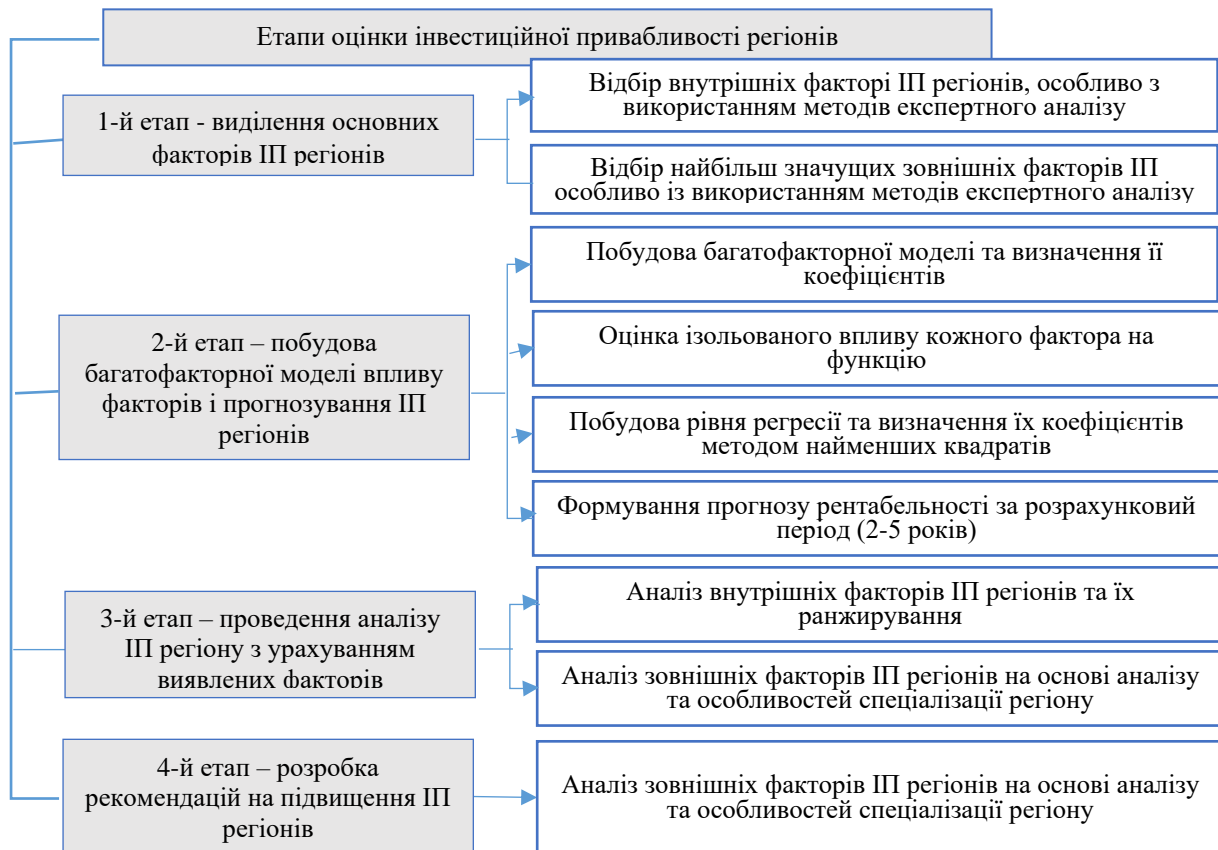 Етапи оцінки інвестиційної привабливості регіонів
1-й етап - виділення основних
факторів ІП регіонів
Відбір внутрішніх факторі ІП регіонів, особливо з
використанням методів експертного аналізу
Відбір найбільш значущих зовнішніх факторів ІП
особливо із використанням методів експертного аналізу
2-й етап – побудова
багатофакторної моделі впливу
факторів і прогнозування ІП
регіонів
Побудова багатофакторної моделі та визначення її
коефіцієнтів
Оцінка ізольованого впливу кожного фактора на
функцію
Побудова рівня регресії та визначення їх коефіцієнтів
методом найменших квадратів
Формування прогнозу рентабельності за розрахунковий
період (2-5 років)
3-й етап – проведення аналізу
ІП регіону з урахуванням
виявлених факторів
Аналіз внутрішніх факторів ІП регіонів та їх
ранжирування
Аналіз зовнішніх факторів ІП регіонів на основі аналізу
та особливостей спеціалізації регіону
4-й етап – розробка
рекомендацій на підвищення ІП
регіонів
Аналіз зовнішніх факторів ІП регіонів на основі аналізу
та особливостей спеціалізації регіону